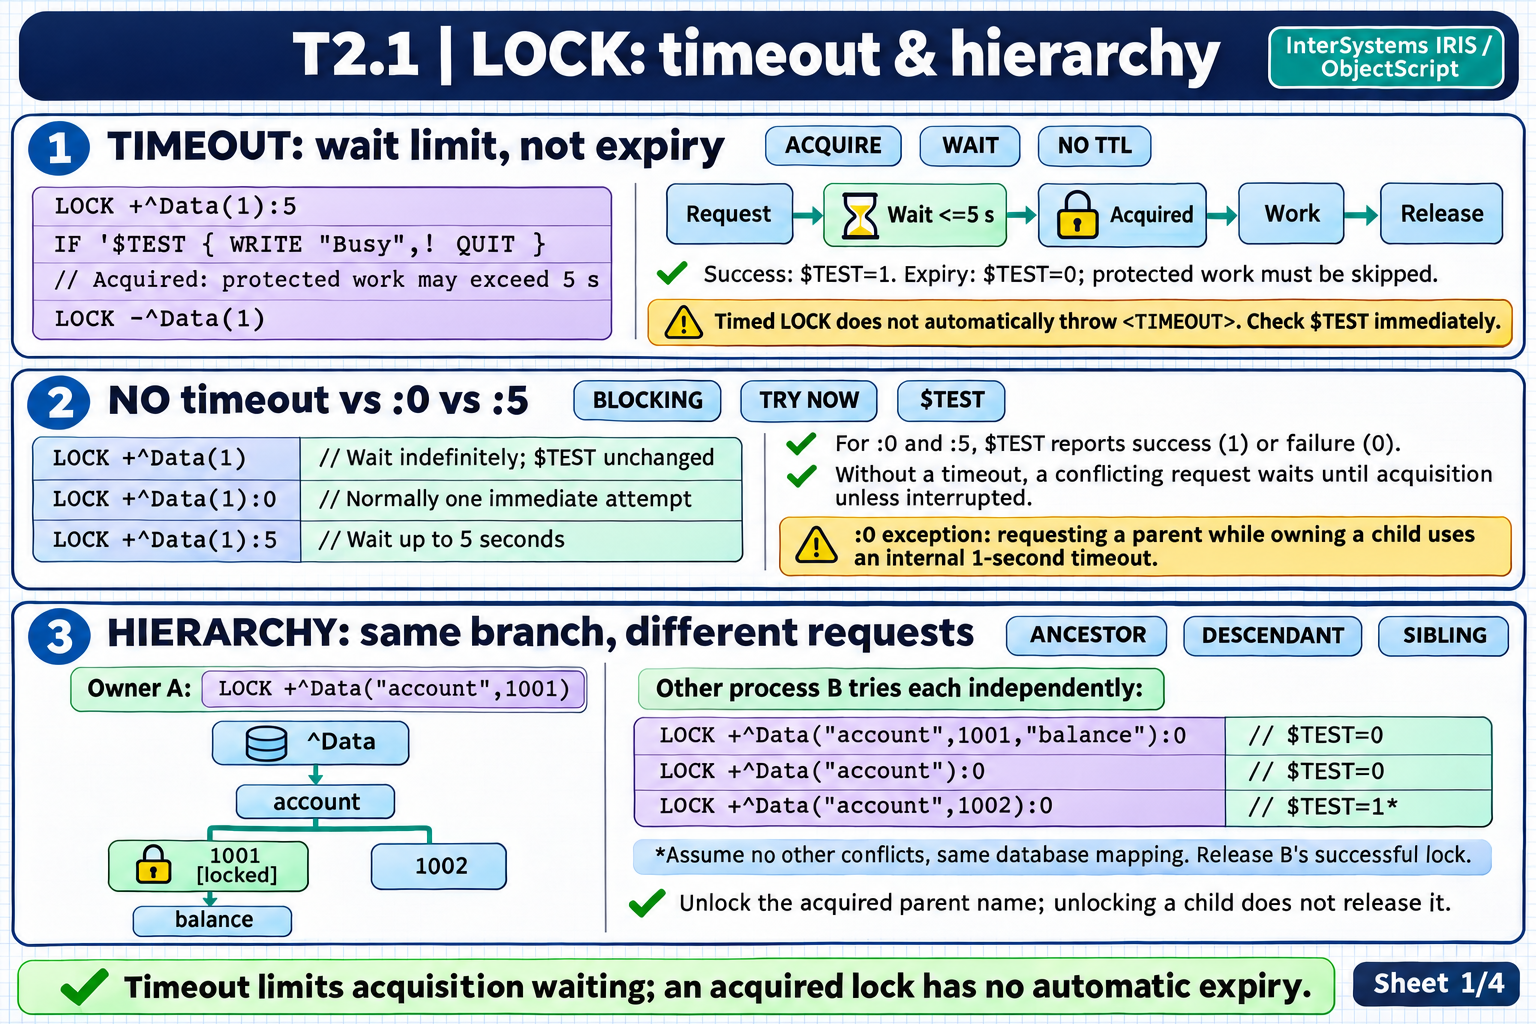 T2.1 | LOCK: timeout & hierarchy
InterSystems IRIS /
ObjectScript
1 TIMEOUT: wait limit, not expiry
ACQUIRE
WAIT
NO TTL
LOCK +^Data(1):5
IF '$TEST { WRITE "Busy",! QUIT }
// Acquired: protected work may exceed 5 s
LOCK -^Data(1)
Request
Wait <=5 s
Acquired
Work
Release
Success: $TEST=1. Expiry: $TEST=0; protected work must be skipped.
Timed LOCK does not automatically throw <TIMEOUT>. Check $TEST immediately.
2 NO timeout vs :0 vs :5
BLOCKING
TRY NOW
$TEST
LOCK +^Data(1) // Wait indefinitely; $TEST unchanged
LOCK +^Data(1):0 // Normally one immediate attempt
LOCK +^Data(1):5 // Wait up to 5 seconds
For :0 and :5, $TEST reports success (1) or failure (0).
Without a timeout, a conflicting request waits until acquisition
unless interrupted.
:0 exception: requesting a parent while owning a child uses
an internal 1-second timeout.
3 HIERARCHY: same branch, different requests
ANCESTOR
DESCENDANT
SIBLING
Owner A: LOCK +^Data("account",1001)
^Data
account
1001
[locked]
1002
balance
Other process B tries each independently:
LOCK +^Data("account",1001,"balance"):0 // $TEST=0
LOCK +^Data("account"):0 // $TEST=0
LOCK +^Data("account",1002):0 // $TEST=1*
*Assume no other conflicts, same database mapping. Release B's successful lock.
Unlock the acquired parent name; unlocking a child does not release it.
Timeout limits acquisition waiting; an acquired lock has no automatic expiry.
Sheet 1/4